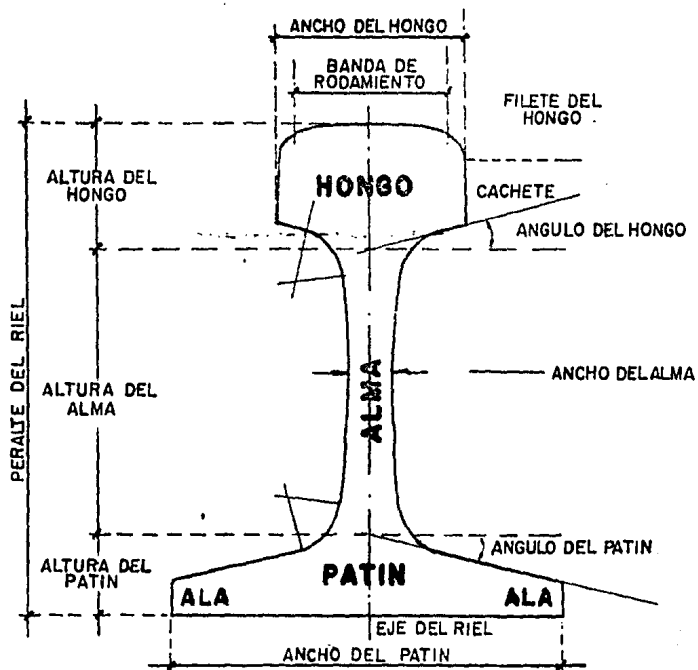 ANCHO DEL HONGO
BANDA DE
RODAMIENTO
FILETE DEL
HONGO
ALTURA DEL
HONGO
HONGO
CACHETE
ANGULO DEL HONGO
PERALTE DEL RIEL
ALTURA DEL
ALMA
ALMA
ANCHO DEL ALMA
ALTURA DEL
PATIN
PATIN
ANGULO DEL PATIN
ALA
ALA
EJE DEL RIEL
ANCHO DEL PATIN